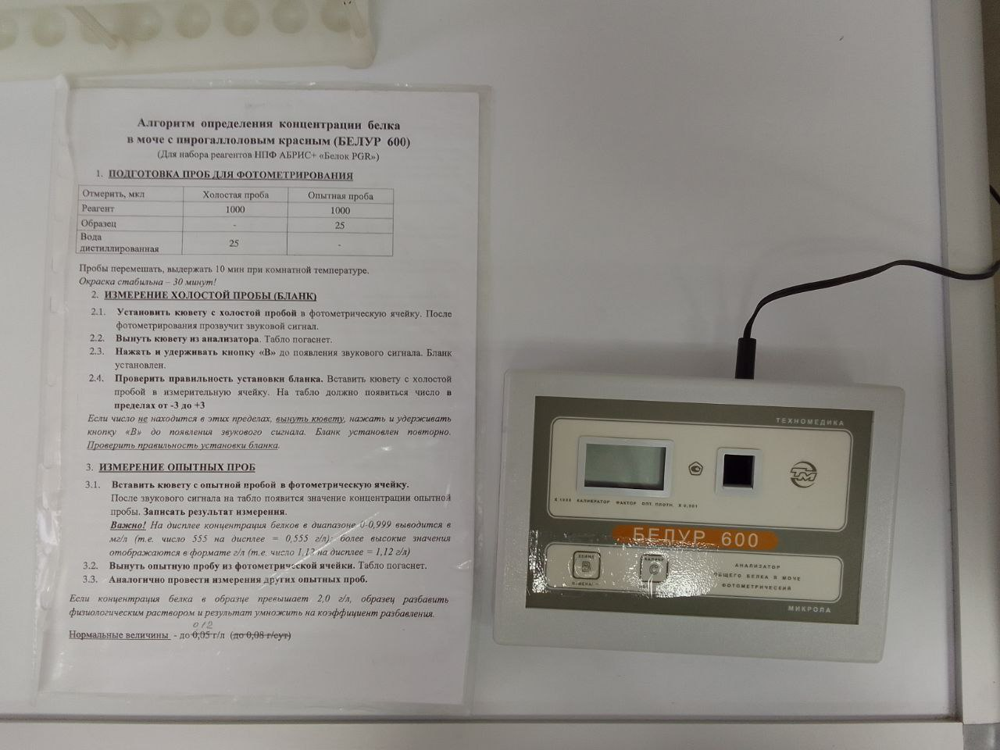 Алгоритм определения концентрации белка
в моче с пирогаллоловым красным (БЕЛУР 600)
(Для набора реагентов НПФ АБРИС+ «Белок PGR»)
1. ПОДГОТОВКА ПРОБ ДЛЯ ФОТОМЕТРИРОВАНИЯ
Отмерить, мкл Холостая проба Опытная проба
Реагент 1000 1000
Образец - 25
Вода
дистиллированная 25 -
Пробы перемешать, выдержать 10 мин при комнатной температуре.
Окраска стабильна – 30 минут!
2. ИЗМЕРЕНИЕ ХОЛОСТОЙ ПРОБЫ (БЛАНК)
2.1. Установить кювету с холостой пробой в фотометрическую ячейку. После
фотометрирования прозвучит звуковой сигнал.
2.2. Вынуть кювету из анализатора. Табло погаснет.
2.3. Нажать и удерживать кнопку «В» до появления звукового сигнала. Бланк
установлен.
2.4. Проверить правильность установки бланка. Вставить кювету с холостой
пробой в измерительную ячейку. На табло должно появиться число в
пределах от -3 до +3
Если число не находится в этих пределах, вынуть кювету, нажать и удерживать
кнопку «В» до появления звукового сигнала. Бланк установлен повторно.
Проверить правильность установки бланка.
3. ИЗМЕРЕНИЕ ОПЫТНЫХ ПРОБ
3.1. Вставить кювету с опытной пробой в фотометрическую ячейку.
После звукового сигнала на табло появится значение концентрации опытной
пробы. Записать результат измерения.
Важно! На дисплее концентрация белков в диапазоне 0-0,999 выводится в
мг/л (т.е. число 555 на дисплее = 0,555 г/л); более высокие значения
отображаются в формате г/л (т.е. число 1,12 на дисплее = 1,12 г/л)
3.2. Вынуть опытную пробу из фотометрической ячейки. Табло погаснет.
3.3. Аналогично провести измерения других опытных проб.
Если концентрация белка в образце превышает 2,0 г/л, образец разбавить
физиологическим раствором и результат умножить на коэффициент разбавления.
0,12
Нормальные величины - до 0,05 г/л (до 0,08 г/сут)
ТЕХНОМЕДИКА
ТМ
Х 1000 КАЛИБРАТОР ФАКТОР ОПТ. ПЛОТН. Х 0,001
БЕЛУР 600
БЛАНК
В
КАЛИБР
С
АНАЛИЗАТОР
ОБЩЕГО БЕЛКА В МОЧЕ
ФОТОМЕТРИЧЕСКИЙ
МИКРОЛА